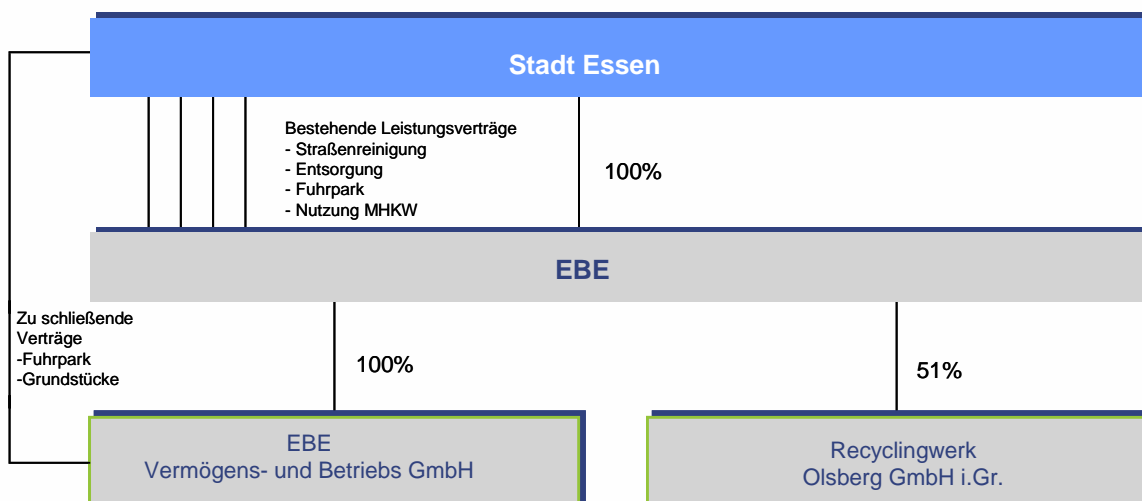 Stadt Essen
Bestehende Leistungsverträge
- Straßenreinigung
- Entsorgung
- Fuhrpark
- Nutzung MHKW
100%
EBE
Zu schließende
Verträge
-Fuhrpark
-Grundstücke
100%
51%
EBE
Vermögens- und Betriebs GmbH
Recyclingwerk
Olsberg GmbH i.Gr.